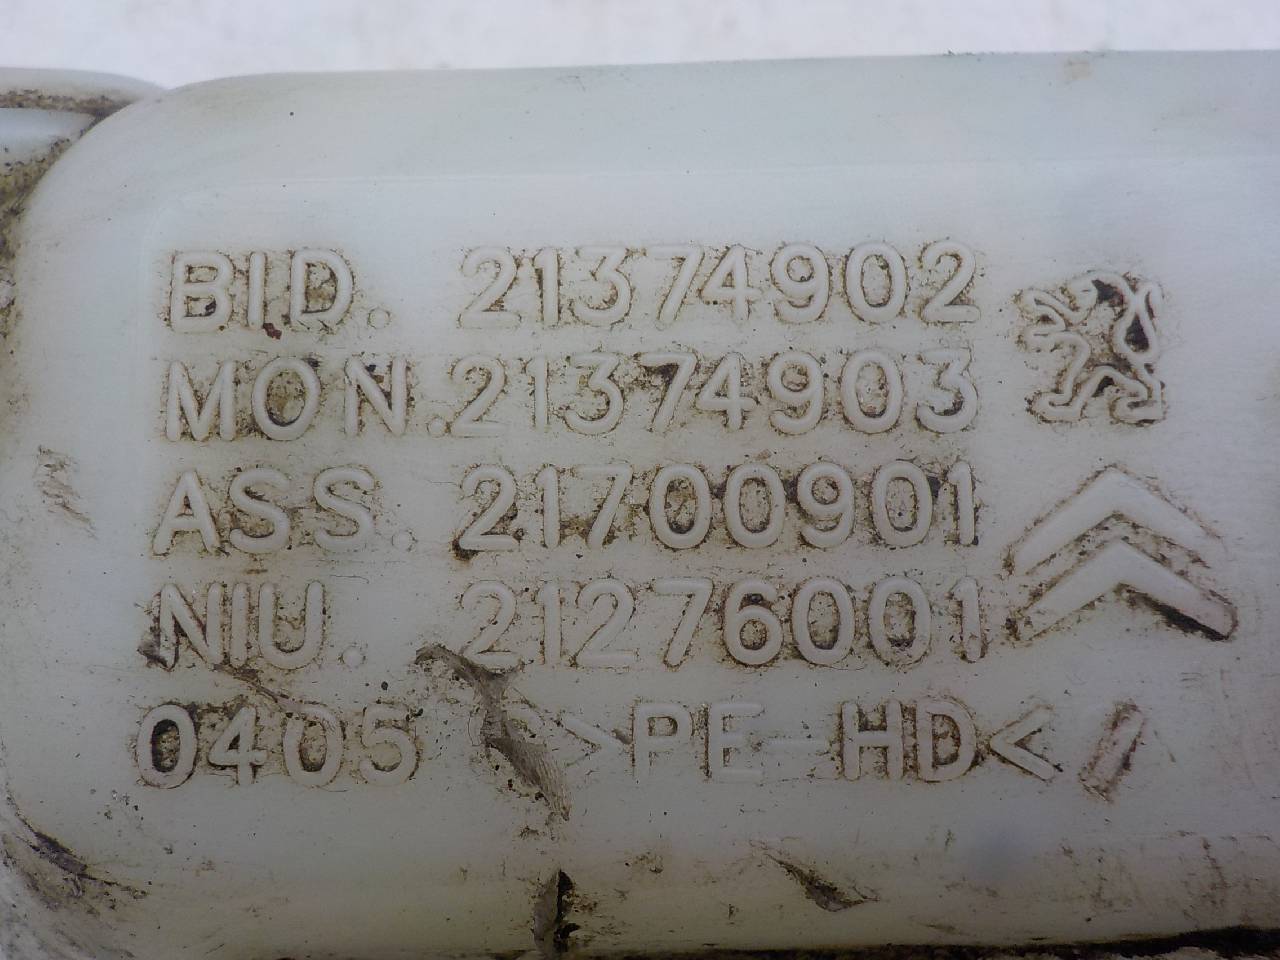 BID. 21374902
MON. 21374903
ASS. 21700901
NIU. 21276001
0405 >PE-HD< /